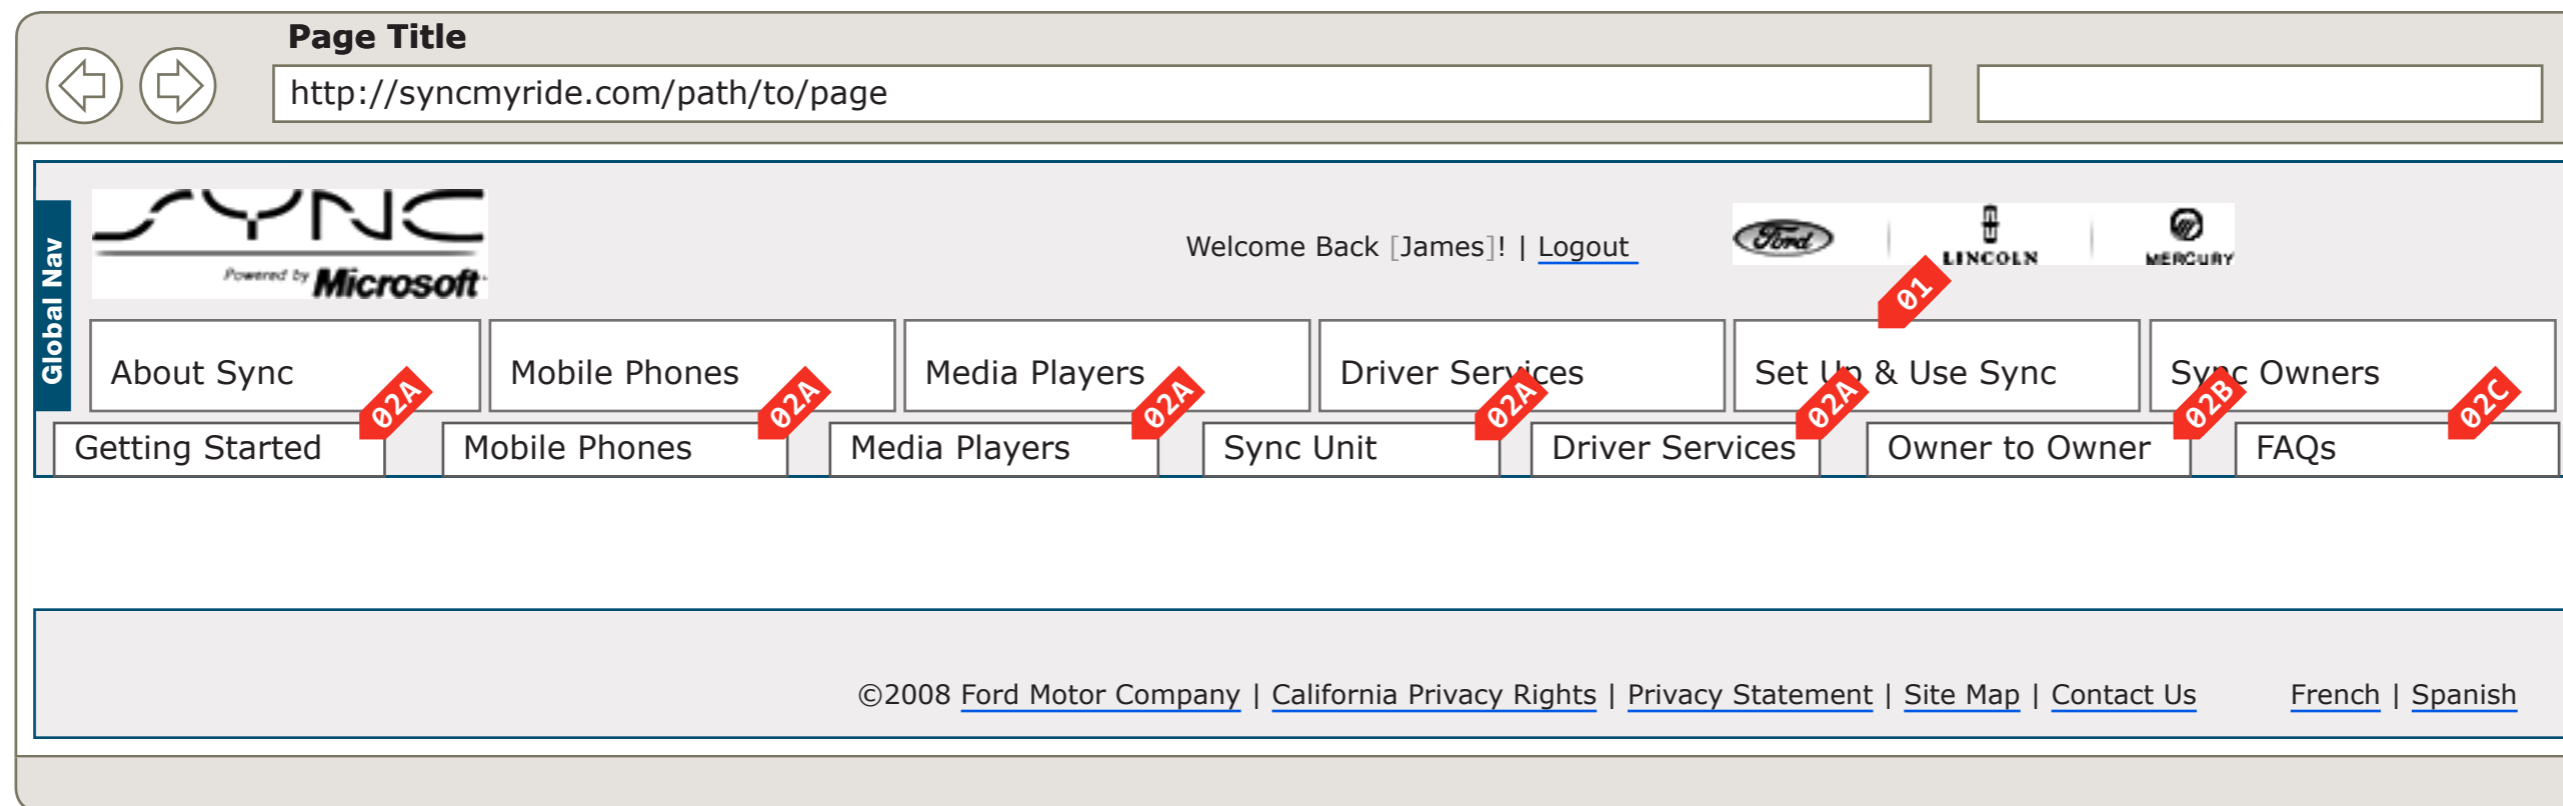 Page Title
http://syncmyride.com/path/to/page
Global Nav
SYNC
Powered by Microsoft
Welcome Back [James]! | Logout
Ford
LINCOLN
MERCURY
01
About Sync
Mobile Phones
Media Players
Driver Services
Set Up & Use Sync
Sync Owners
02A
02A
02A
02A
02A
02B
02C
Getting Started
Mobile Phones
Media Players
Sync Unit
Driver Services
Owner to Owner
FAQs
©2008 Ford Motor Company | California Privacy Rights | Privacy Statement | Site Map | Contact Us
French | Spanish